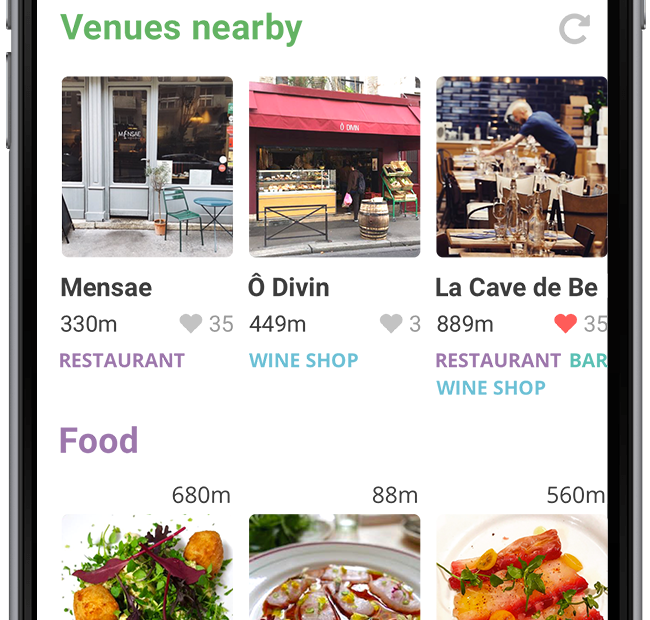 Venues nearby
MENSAE
Ô DIVIN
Mensae
Ô Divin
La Cave de Be
330m
35
449m
3
889m
35
RESTAURANT
WINE SHOP
RESTAURANT BAR
WINE SHOP
Food
680m
88m
560m